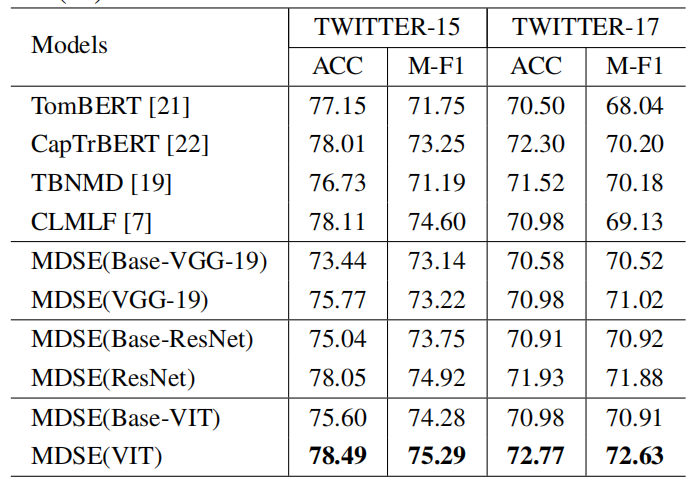 Models TWITTER-15 TWITTER-17
ACC M-F1 ACC M-F1
TomBERT [21] 77.15 71.75 70.50 68.04
CapTrBERT [22] 78.01 73.25 72.30 70.20
TBNMD [19] 76.73 71.19 71.52 70.18
CLMLF [7] 78.11 74.60 70.98 69.13
MDSE(Base-VGG-19) 73.44 73.14 70.58 70.52
MDSE(VGG-19) 75.77 73.22 70.98 71.02
MDSE(Base-ResNet) 75.04 73.75 70.91 70.92
MDSE(ResNet) 78.05 74.92 71.93 71.88
MDSE(Base-VIT) 75.60 74.28 70.98 70.91
MDSE(VIT) 78.49 75.29 72.77 72.63